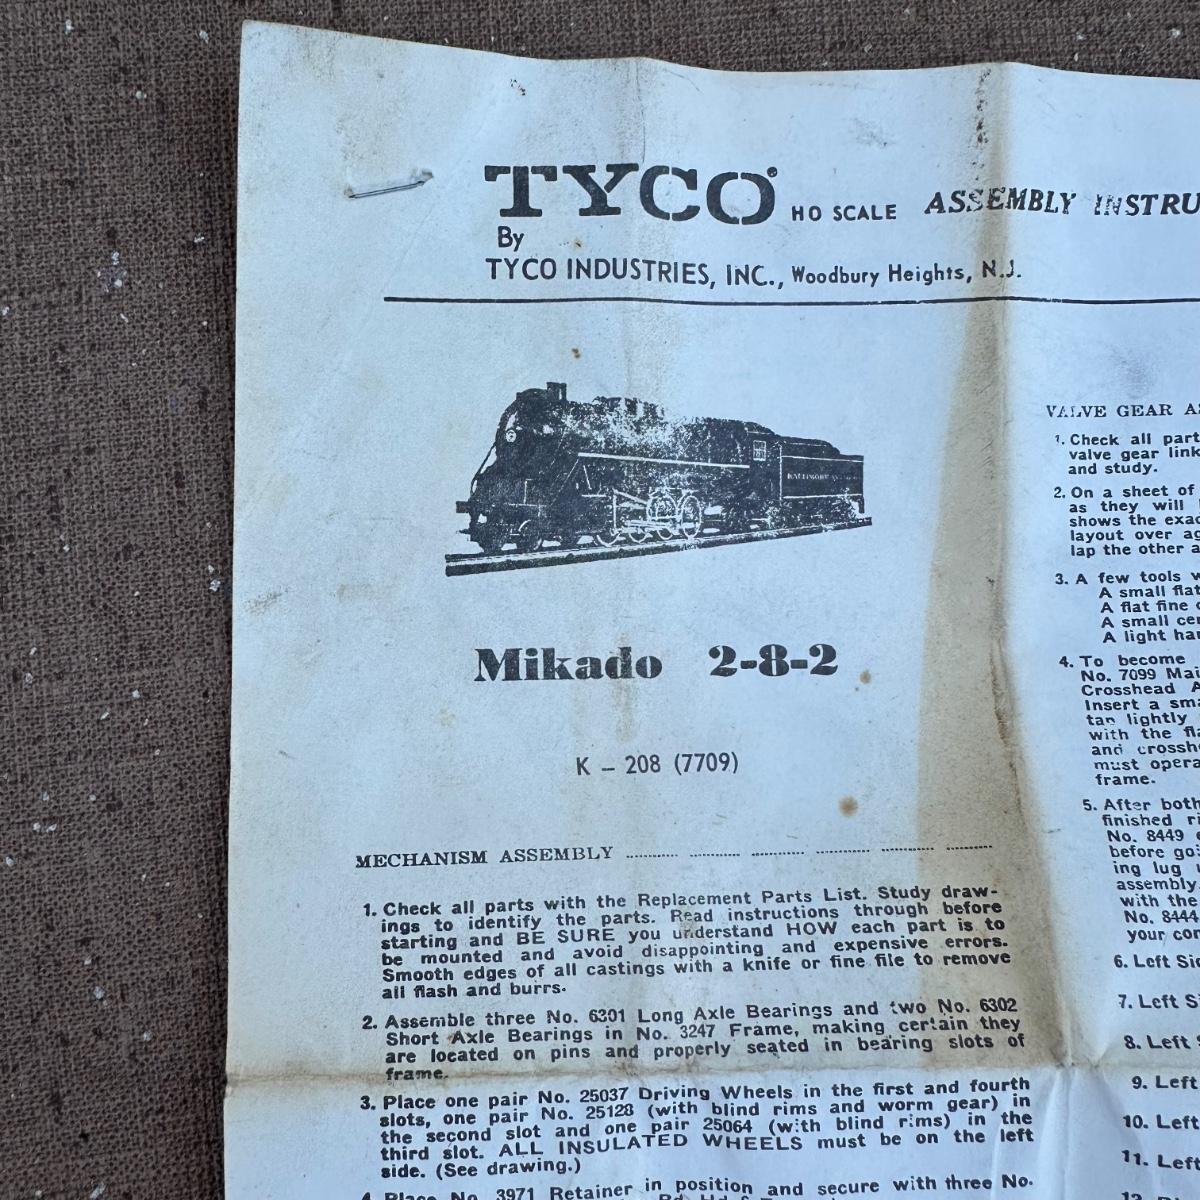 TYCO HO SCALE ASSEMBLY INSTRU
By
TYCO INDUSTRIES, INC., Woodbury Heights, N.J.
BALTIMORE
Mikado 2-8-2
K – 208 (7709)
MECHANISM ASSEMBLY
1. Check all parts with the Replacement Parts List. Study draw-
ings to identify the parts. Read instructions through before
starting and BE SURE you understand HOW each part is to
be mounted and avoid disappointing and expensive errors.
Smooth edges of all castings with a knife or fine file to remove
all flash and burrs.
2. Assemble three No. 6301 Long Axle Bearings and two No. 6302
Short Axle Bearings in No. 3247 Frame, making certain they
are located on pins and properly seated in bearing slots of
frame.
3. Place one pair No. 25037 Driving Wheels in the first and fourth
slots, one pair No. 25128 (with blind rims and worm gear) in
the second slot and one pair 25064 (with blind rims) in the
third slot. ALL INSULATED WHEELS must be on the left
side. (See drawing.)
4. Place No. 3971 Retainer in position and secure with three No.
VALVE GEAR A
1. Check all part
valve gear link
and study.
2. On a sheet of
as they will
shows the exa
layout over ag
lap the other a
3. A few tools w
A small flat
A flat fine
A small ce
A light ha
4. To become
No. 7099 Mai
Crosshead A
Insert a sma
tap lightly
with the fla
and crossh
must opera
frame.
5. After both
finished ri
No. 8449
before go
ing lug
assembly
with the
No. 8444
your con
6. Left Sid
7. Left S
8. Left
9. Left
10. Left
11. Left